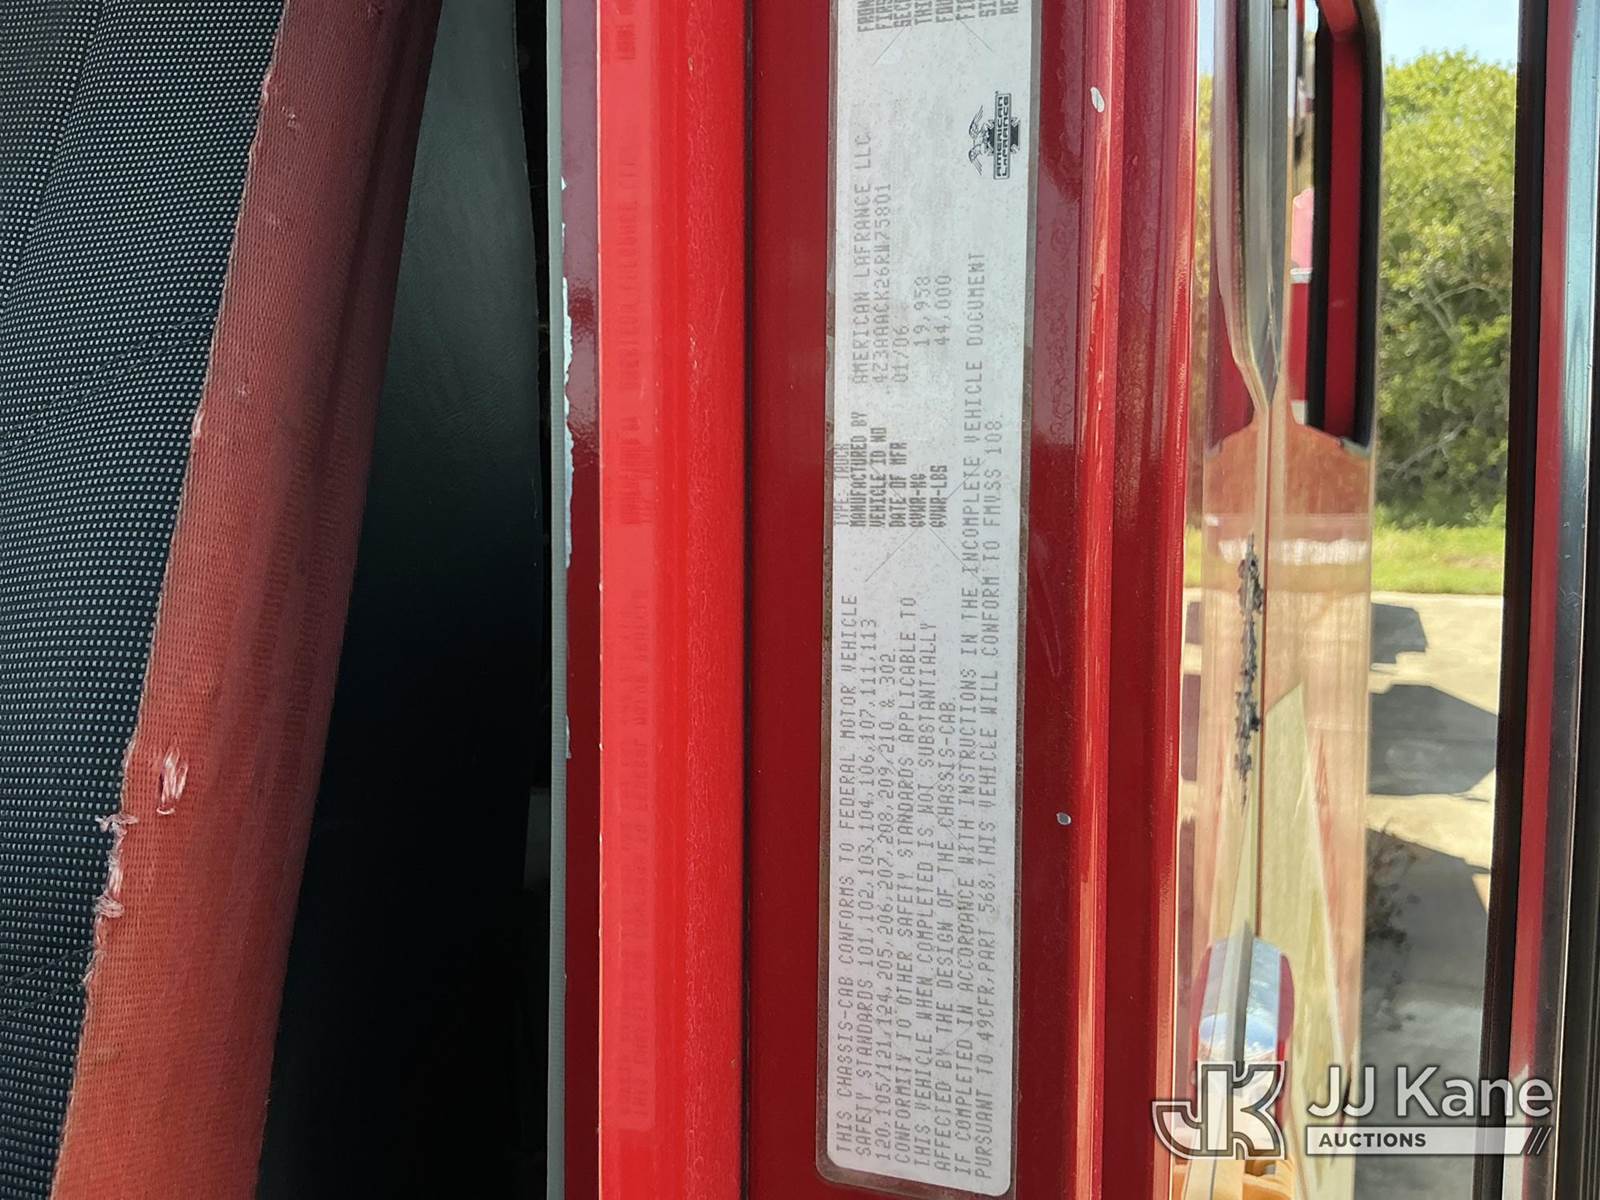 THIS CHASSIS-CAB CONFORMS TO FEDERAL MOTOR VEHICLE
SAFETY STANDARDS 101,102,103,104,106,107,111,113
120,105/121,124,205,206,207,208,209,210 & 302
CONFORMITY TO OTHER SAFETY STANDARDS APPLICABLE TO
THIS VEHICLE WHEN COMPLETED IS NOT SUBSTANTIALLY
AFFECTED BY THE DESIGN OF THE CHASSIS-CAB.
IF COMPLETED IN ACCORDANCE WITH INSTRUCTIONS IN THE INCOMPLETE VEHICLE DOCUMENT
PURSUANT TO 49CFR,PART 568,THIS VEHICLE WILL CONFORM TO FMVSS 108.
TYPE: TRUCK
MANUFACTURED BY AMERICAN LAFRANCE LLC
VEHICLE ID NO 4Z3AAACK26RW75801
DATE OF MFR 01/06
GVWR-KG 19,958
GVWR-LBS 44,000
AMERICAN
LAFRANCE
JJ Kane
AUCTIONS